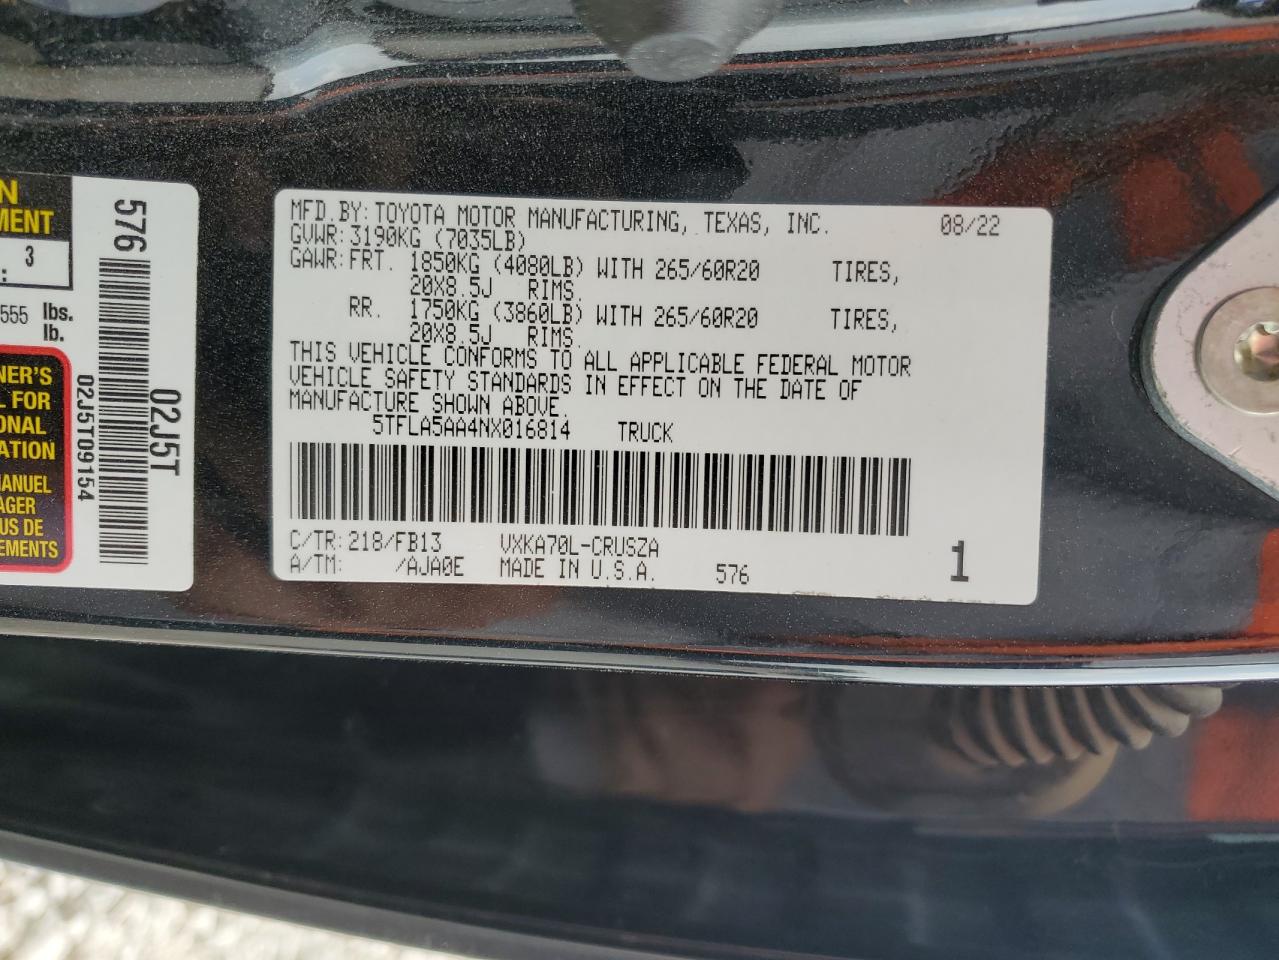 MFD.BY: TOYOTA MOTOR MANUFACTURING, TEXAS, INC. 08/22
GVWR: 3190KG (7035LB)
GAWR: FRT. 1850KG (4080LB) WITH 265/60R20 TIRES,
20X8.5J RIMS.
RR. 1750KG (3860LB) WITH 265/60R20 TIRES,
20X8.5J RIMS.
THIS VEHICLE CONFORMS TO ALL APPLICABLE FEDERAL MOTOR
VEHICLE SAFETY STANDARDS IN EFFECT ON THE DATE OF
MANUFACTURE SHOWN ABOVE.
5TFLA5AA4NX016814 TRUCK
C/TR: 218/FB13 VXKA70L-CRUSZA
A/TM: /AJA0E MADE IN U.S.A. 576 1
N
MENT
: 3
555 lbs.
lb.
NER'S
L FOR
ONAL
ATION
MANUEL
AGER
US DE
EMENTS
576
02J5T
02J5T09154